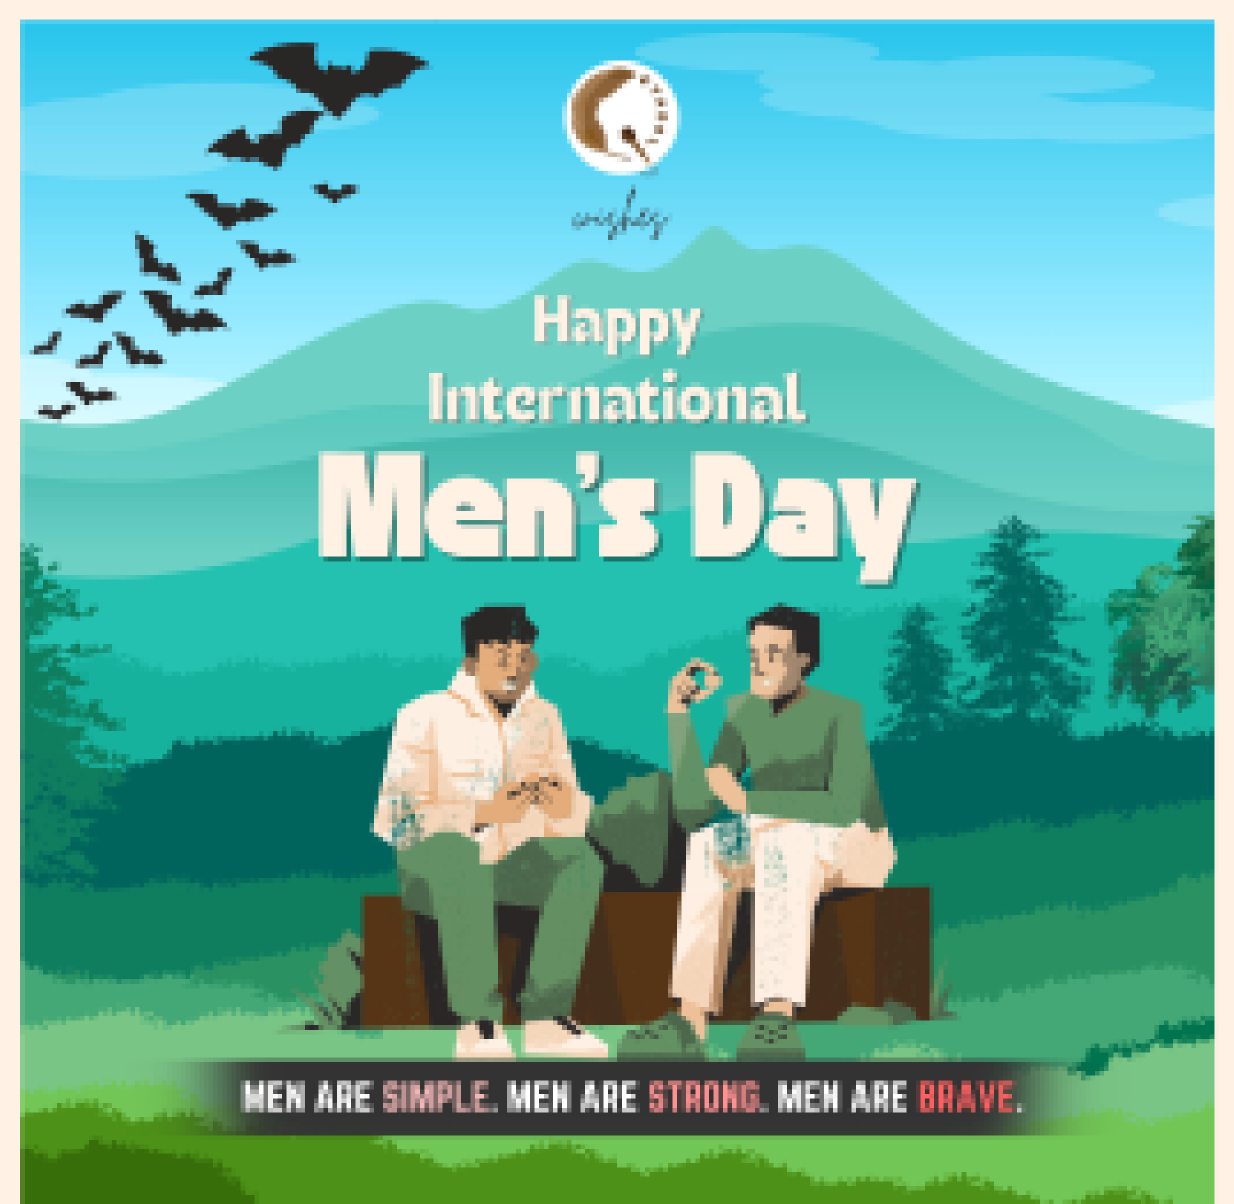 wishes
Happy
International
Men's Day
MEN ARE SIMPLE. MEN ARE STRONG. MEN ARE BRAVE.